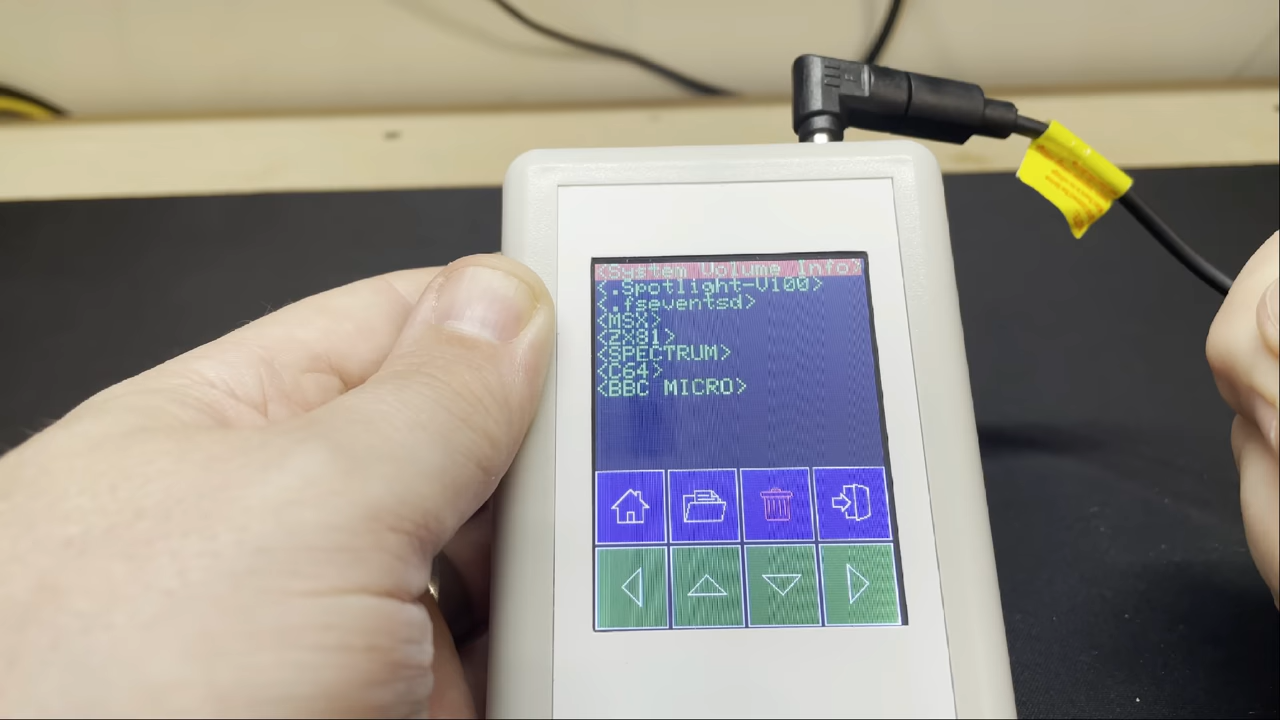 <System Volume Info>
<.Spotlight-V100>
<.fseventsd>
<MSX>
<ZX81>
<SPECTRUM>
<C64>
<BBC MICRO>